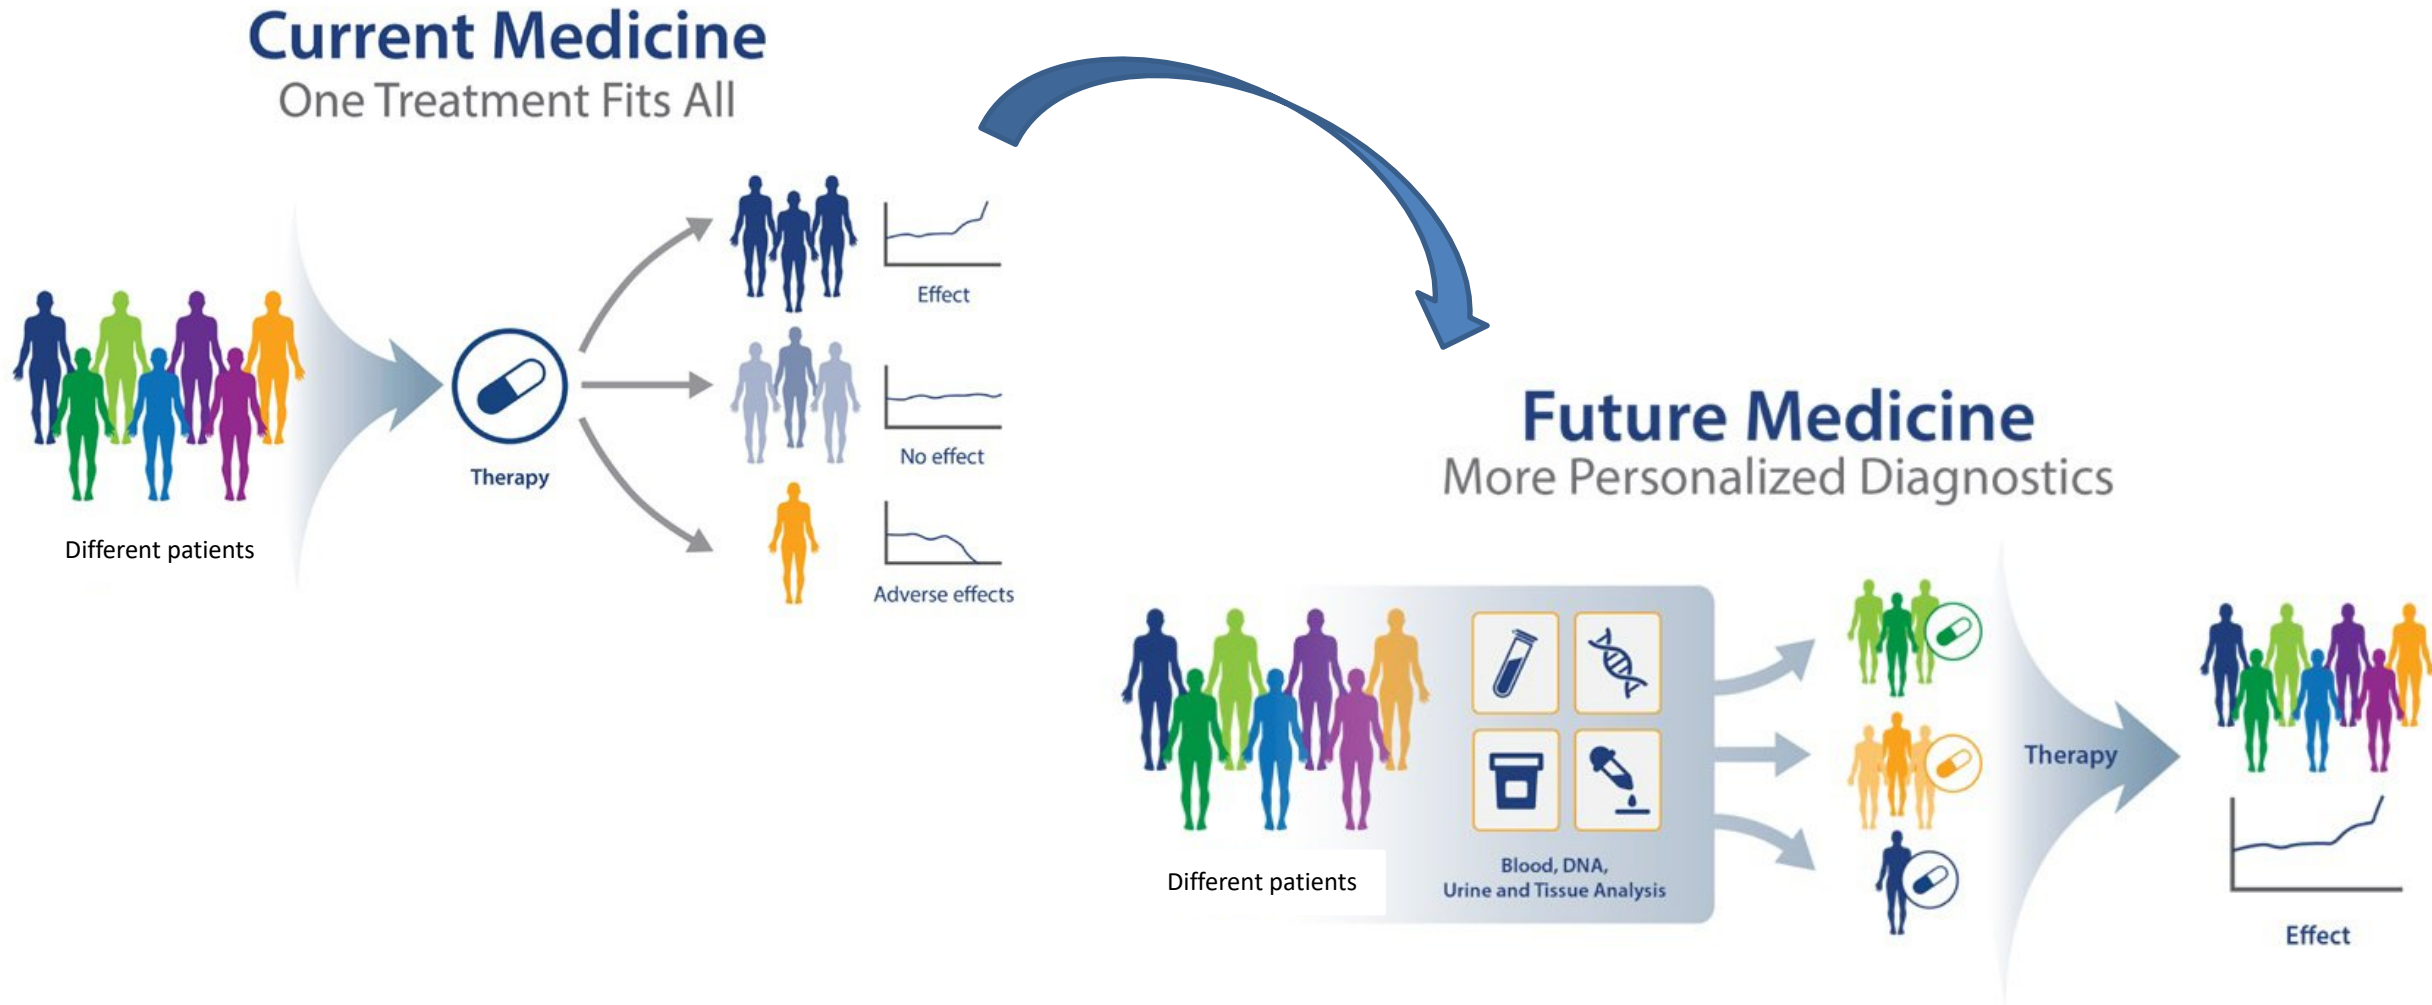 Current Medicine
One Treatment Fits All
Different patients
Therapy
Effect
No effect
Adverse effects
Future Medicine
More Personalized Diagnostics
Different patients
Blood, DNA,
Urine and Tissue Analysis
Therapy
Effect